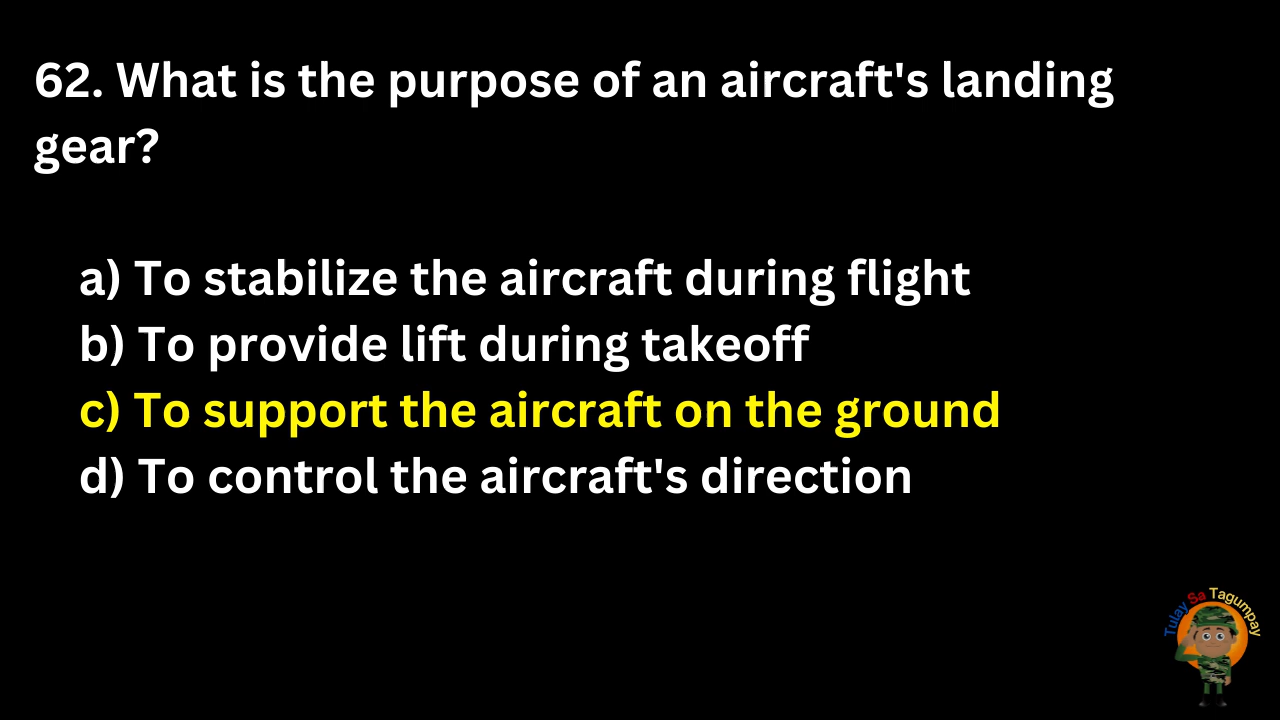 62. What is the purpose of an aircraft's landing
gear?
a) To stabilize the aircraft during flight
b) To provide lift during takeoff
c) To support the aircraft on the ground
d) To control the aircraft's direction
Tulay Sa Tagumpay